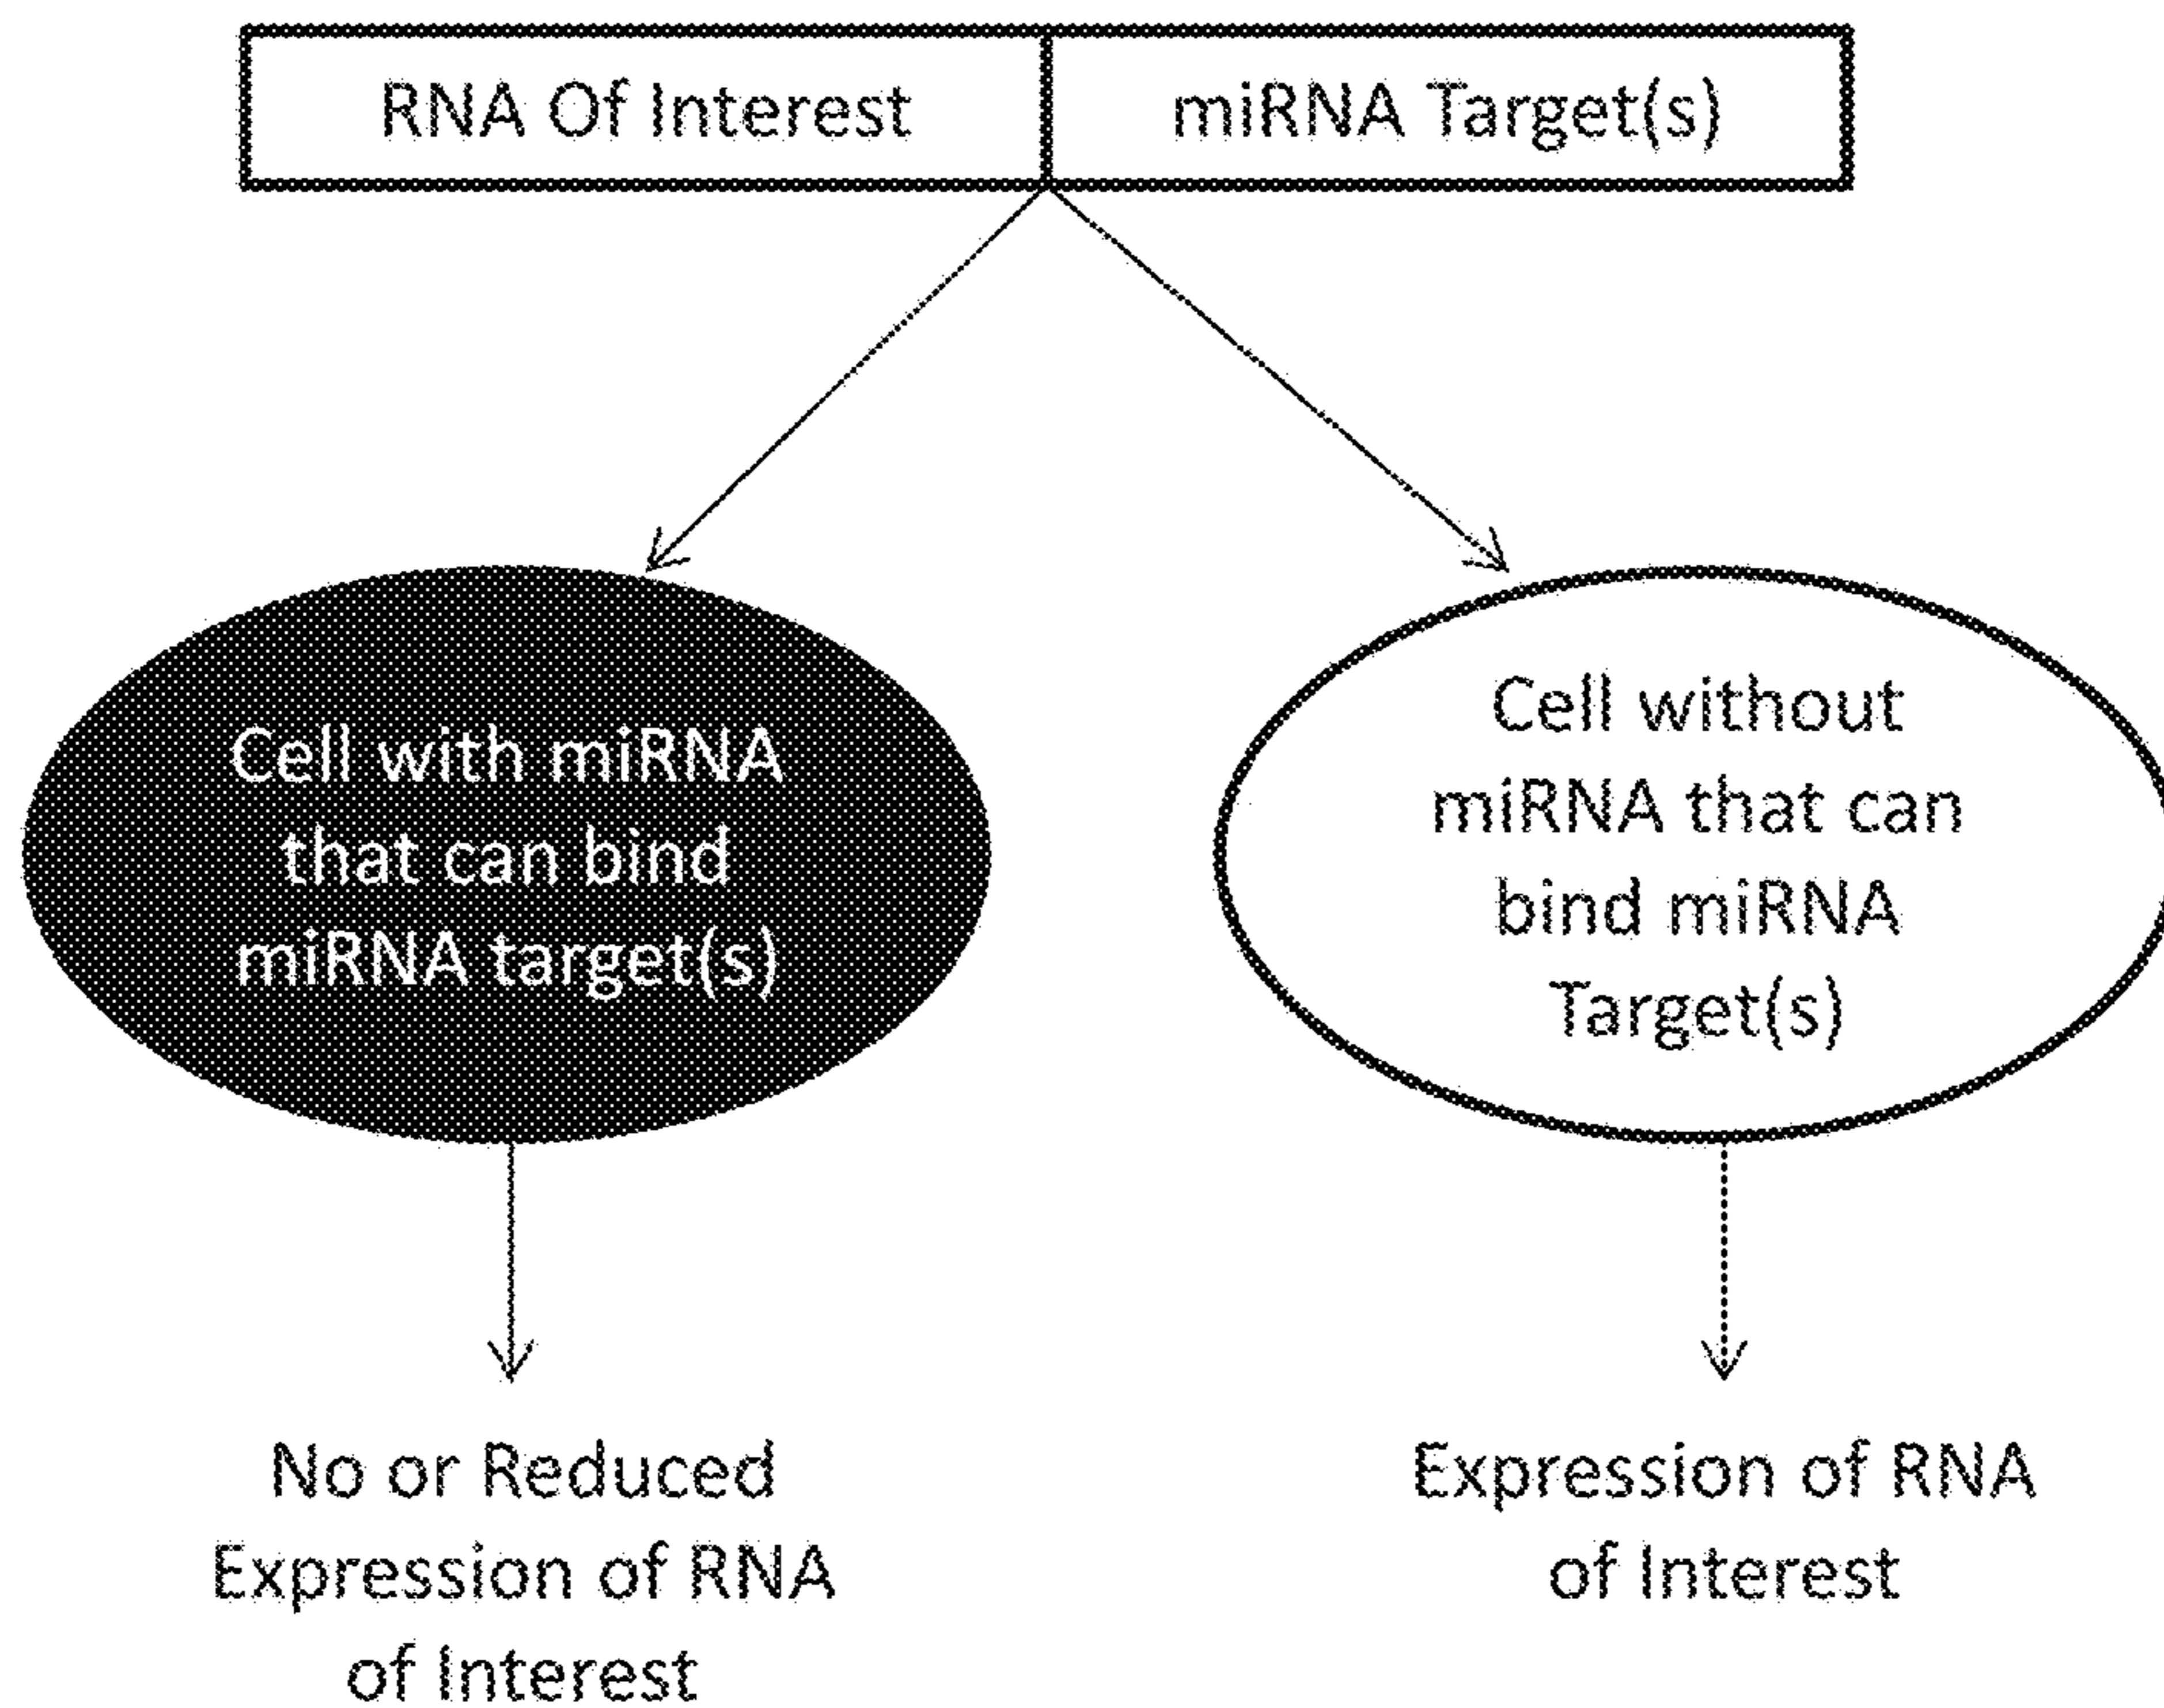 RNA Of Interest
miRNA Target(s)
Cell with miRNA
that can bind
miRNA target(s)
Cell without
miRNA that can
bind miRNA
Target(s)
No or Reduced
Expression of RNA
of Interest
Expression of RNA
of Interest